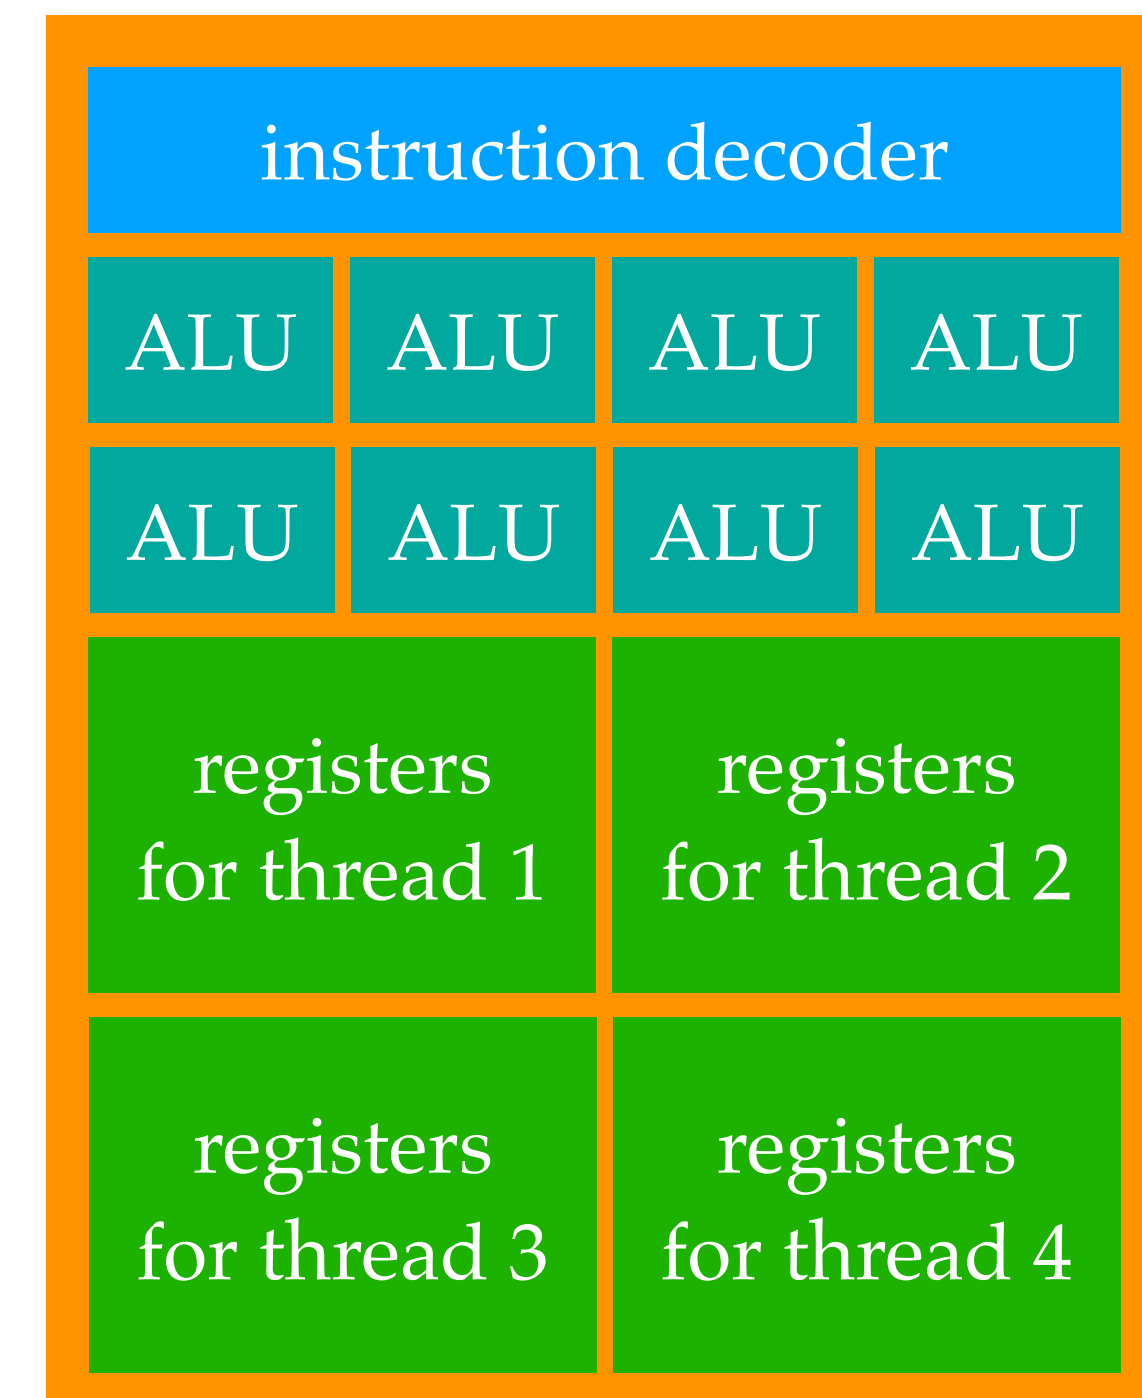 instruction decoder
ALU ALU ALU ALU
ALU ALU ALU ALU
registers
for thread 1
registers
for thread 2
registers
for thread 3
registers
for thread 4